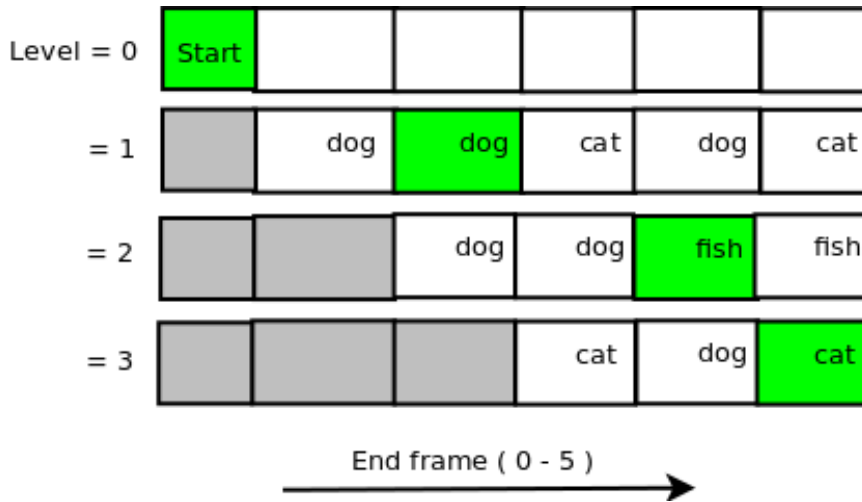 Level = 0 Start
= 1 dog dog cat dog cat
= 2 dog dog fish fish
= 3 cat dog cat
End frame ( 0 - 5 )